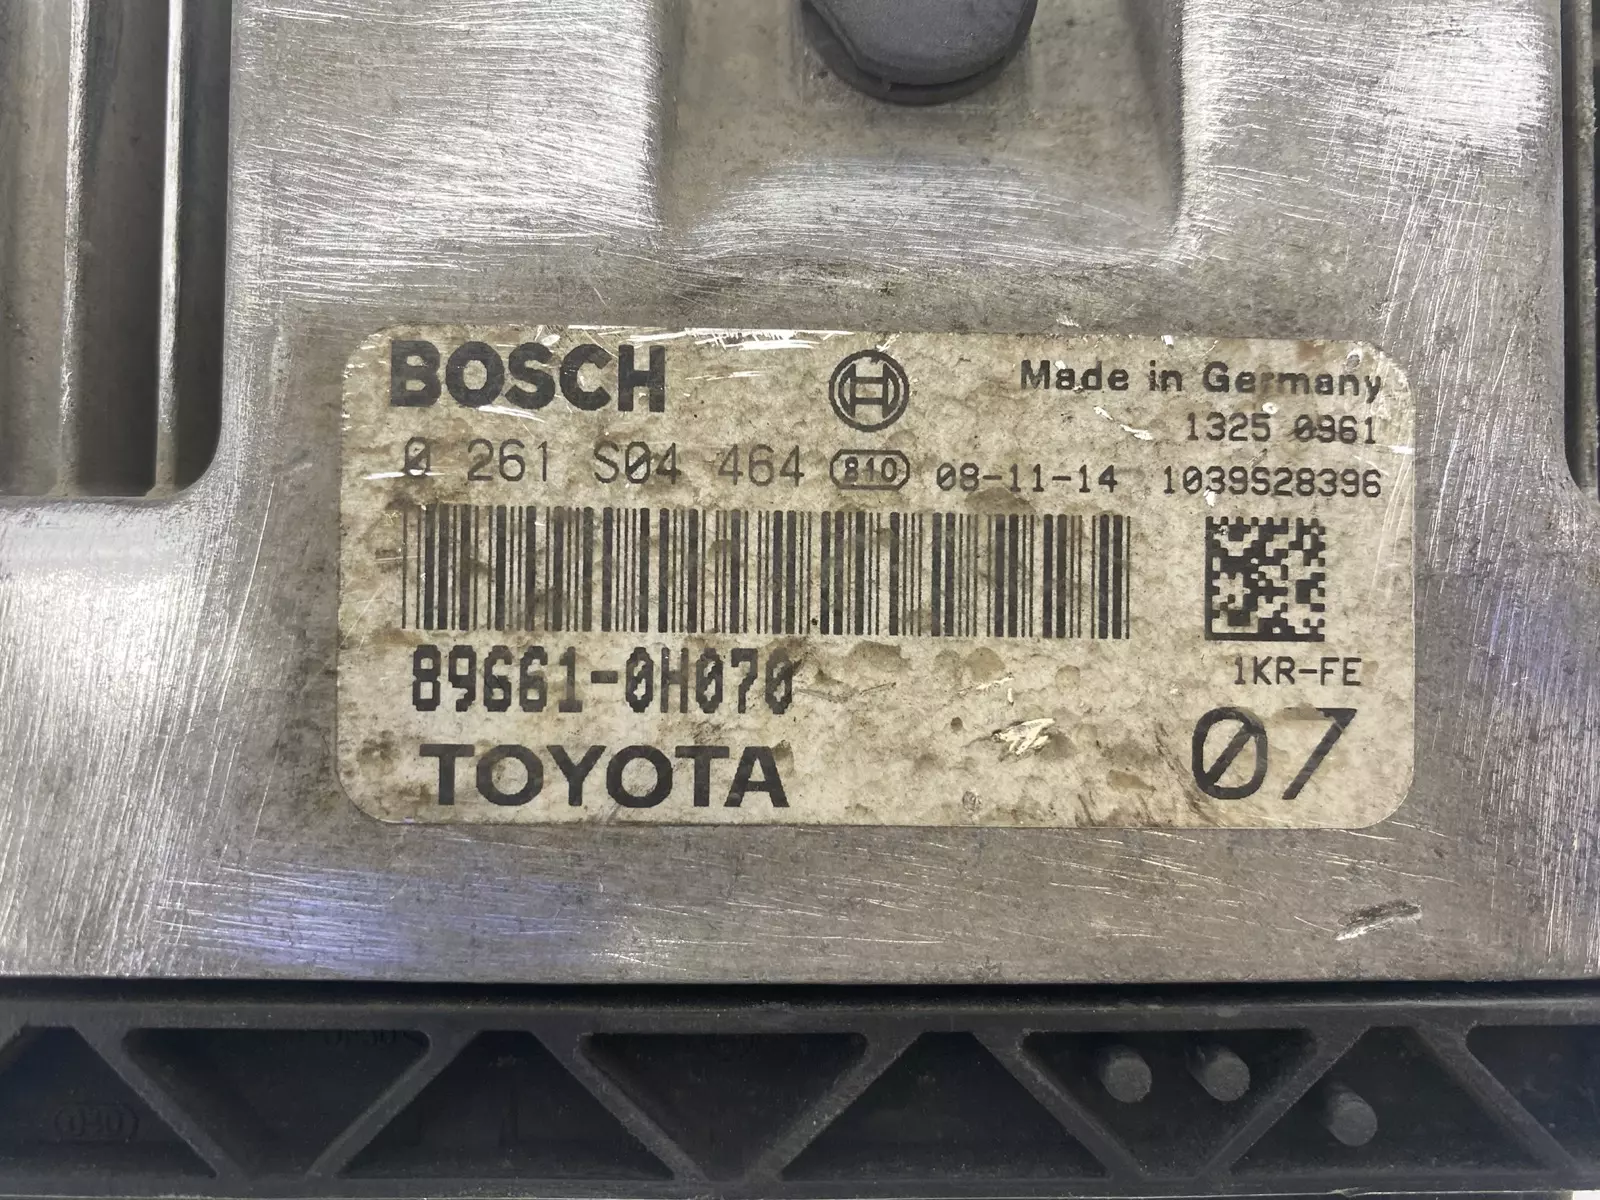 BOSCH
Made in Germany
1325 0961
0 261 S04 464 810 08-11-14 1039S28396
89661-0H070
1KR-FE
TOYOTA
07